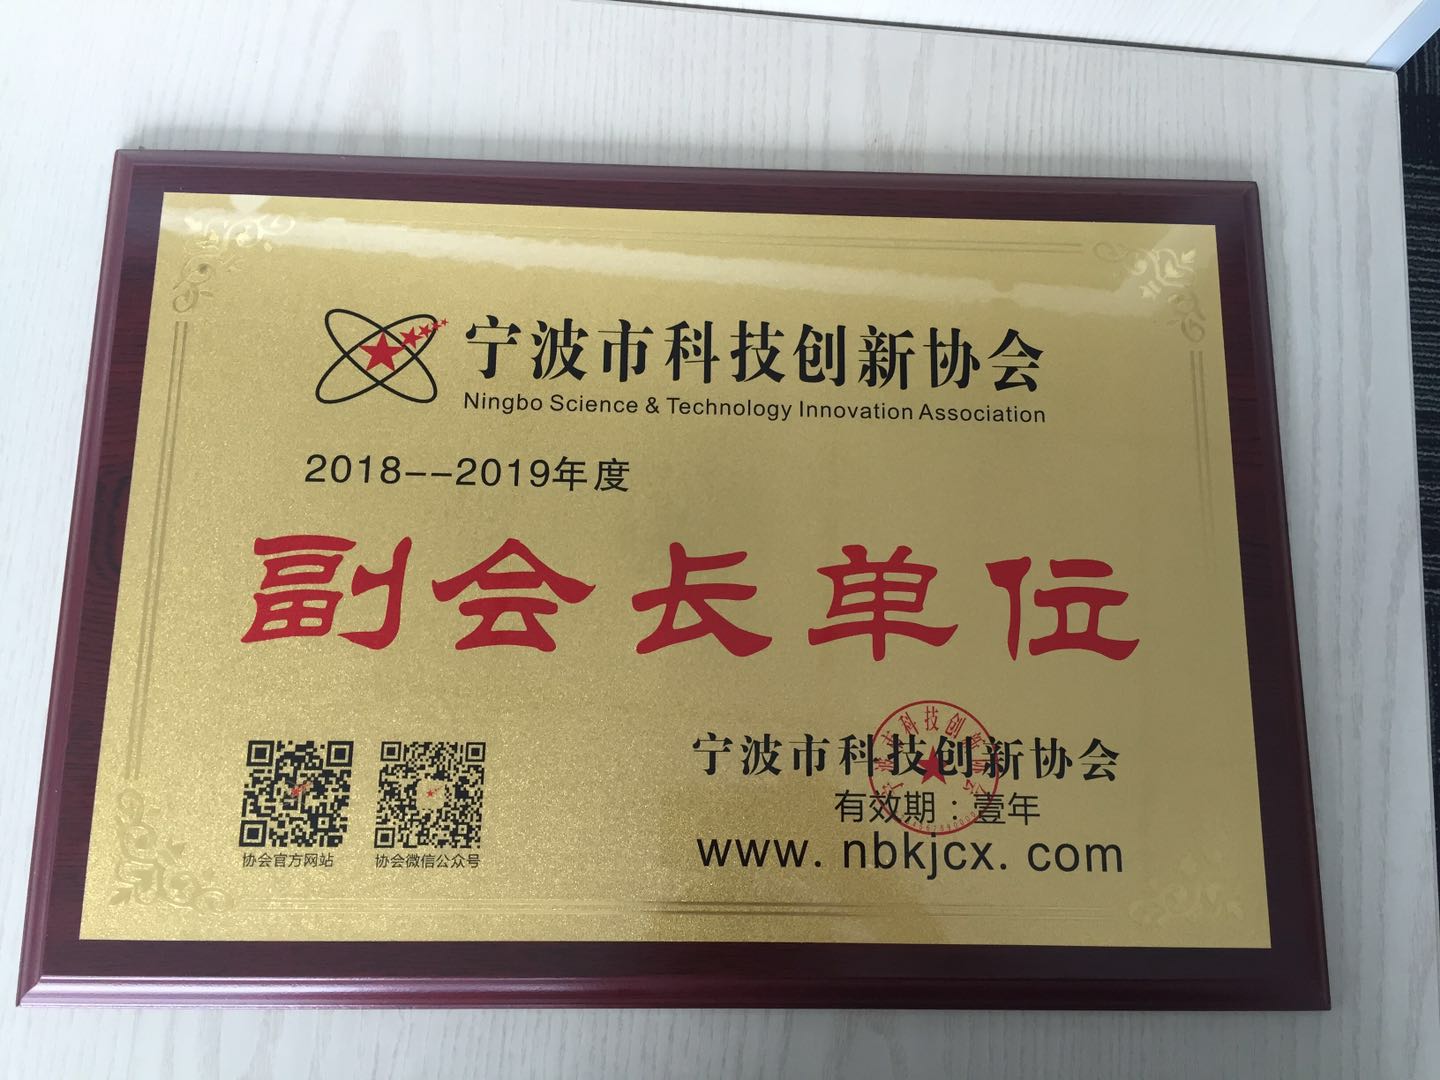 宁波市科技创新协会
Ningbo Science & Technology Innovation Association
2018--2019年度
副会长单位
宁波市科技创新协会
有效期：壹年
www. nbkjcx. com
协会官方网站
协会微信公众号